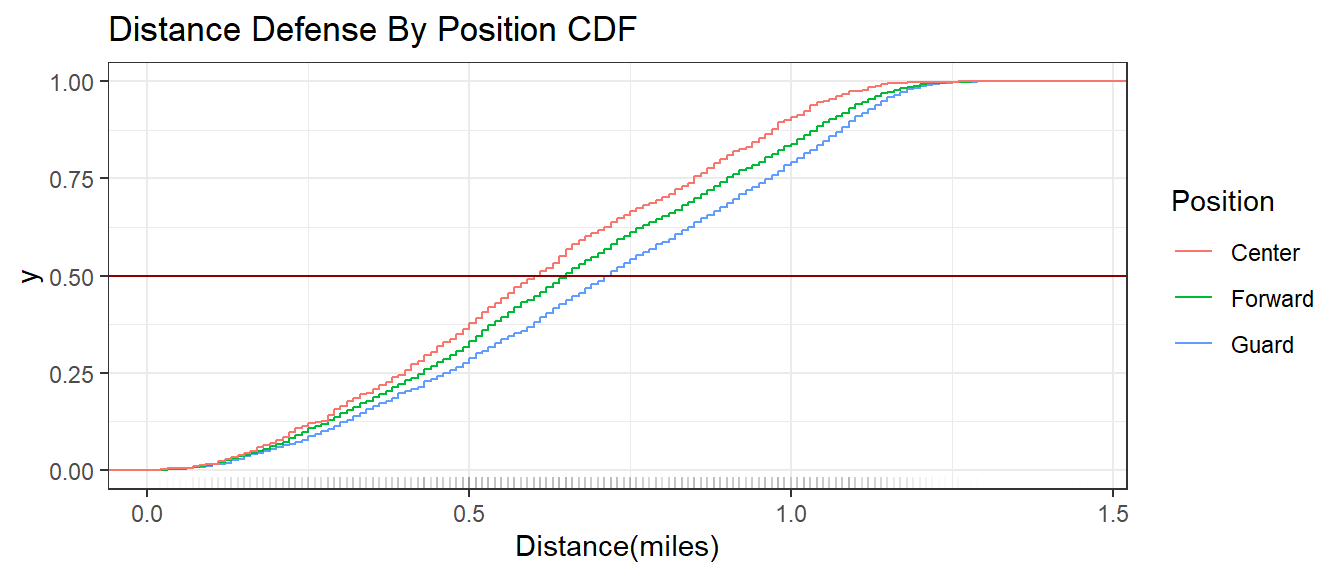 Distance Defense By Position CDF
y
1.00
0.75
0.50
0.25
0.00
0.0 0.5 1.0 1.5
Distance(miles)
Position
Center
Forward
Guard